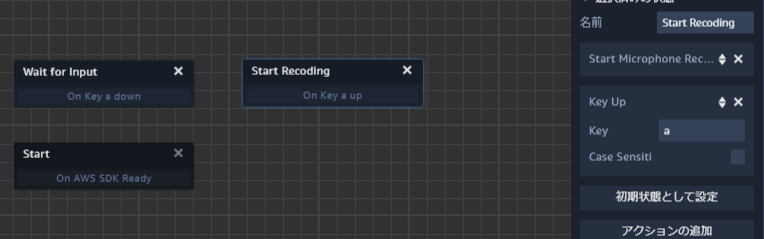 Wait for Input
On Key a down
Start
On AWS SDK Ready
Start Recoding
On Key a up
名前
Start Recoding
Start Microphone Rec...
Key Up
Key
a
Case Sensiti
初期状態として設定
アクションの追加